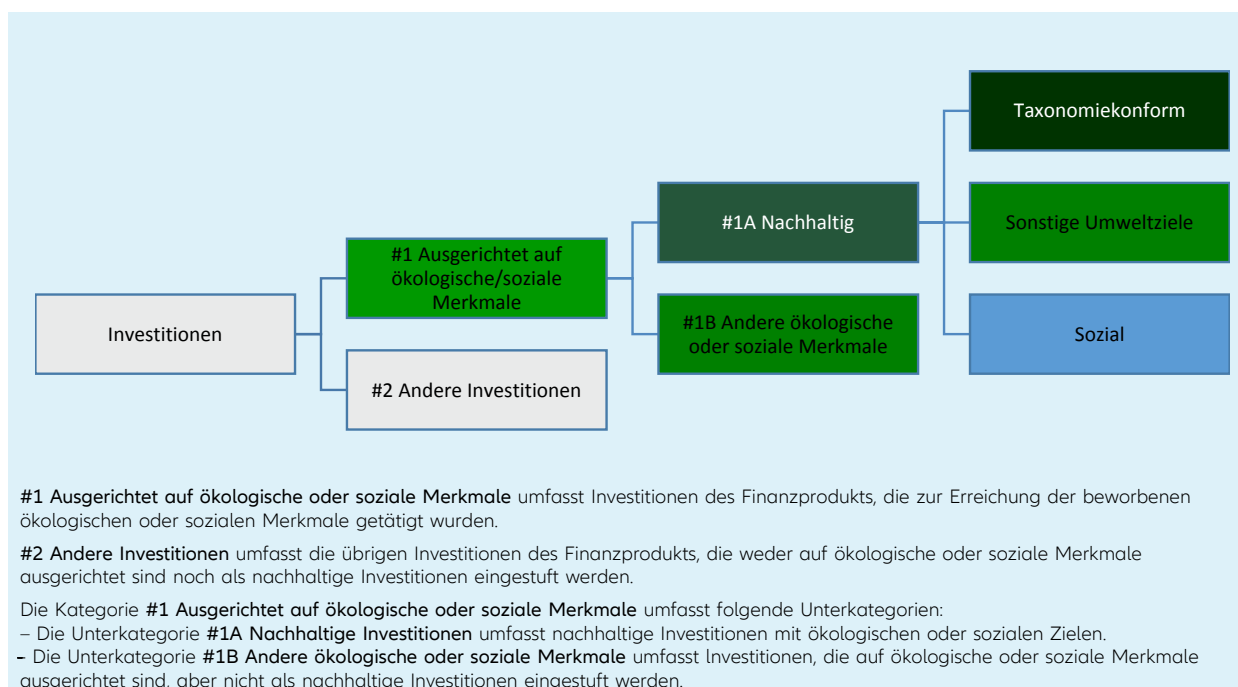 Taxonomiekonform
#1A Nachhaltig
Sonstige Umweltziele
#1 Ausgerichtet auf
ökologische/soziale
Merkmale
Investitionen
#1B Andere ökologische
oder soziale Merkmale
Sozial
#2 Andere Investitionen
#1 Ausgerichtet auf ökologische oder soziale Merkmale umfasst Investitionen des Finanzprodukts, die zur Erreichung der beworbenen
ökologischen oder sozialen Merkmale getätigt wurden.
#2 Andere Investitionen umfasst die übrigen Investitionen des Finanzprodukts, die weder auf ökologische oder soziale Merkmale
ausgerichtet sind noch als nachhaltige Investitionen eingestuft werden.
Die Kategorie #1 Ausgerichtet auf ökologische oder soziale Merkmale umfasst folgende Unterkategorien:
– Die Unterkategorie #1A Nachhaltige Investitionen umfasst nachhaltige Investitionen mit ökologischen oder sozialen Zielen.
- Die Unterkategorie #1B Andere ökologische oder soziale Merkmale umfasst Investitionen, die auf ökologische oder soziale Merkmale
ausgerichtet sind, aber nicht als nachhaltige Investitionen eingestuft werden.